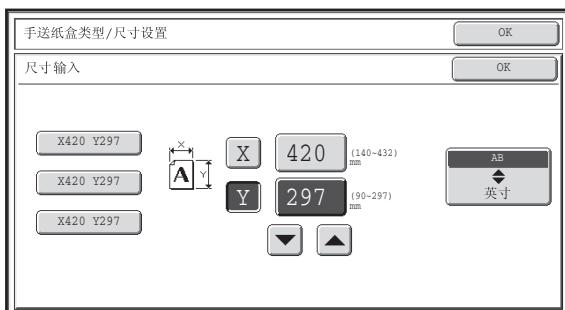 手送纸盒类型/尺寸设置 OK
尺寸输入 OK
X420 Y297
X420 Y297
X420 Y297
X
Y
A
X 420 (140~432)
mm
Y 297 (90~297)
mm
AB
英寸